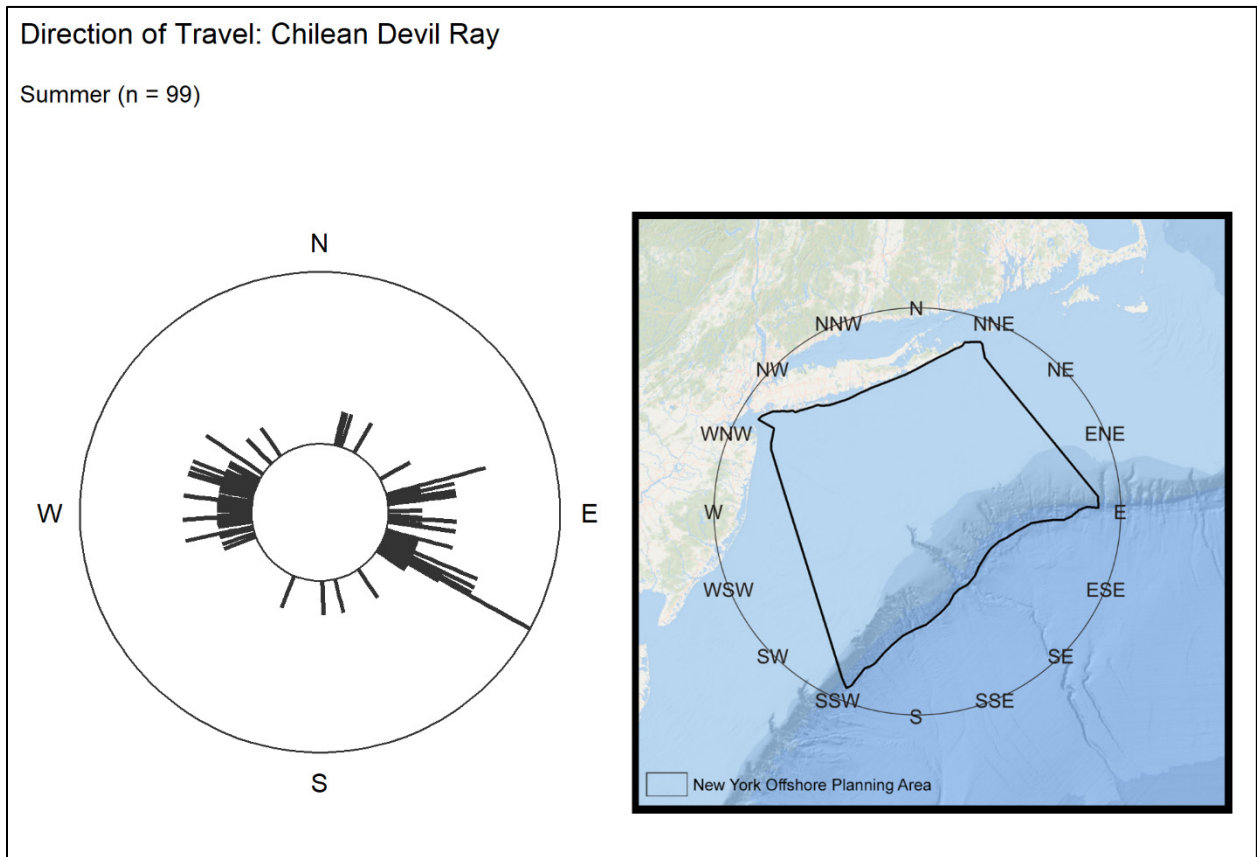 Direction of Travel: Chilean Devil Ray
Summer (n = 99)
N
W
E
S
N
NNW
NNE
NW
NE
WNW
ENE
W
E
WSW
ESE
SW
SE
SSW
SSE
S
New York Offshore Planning Area